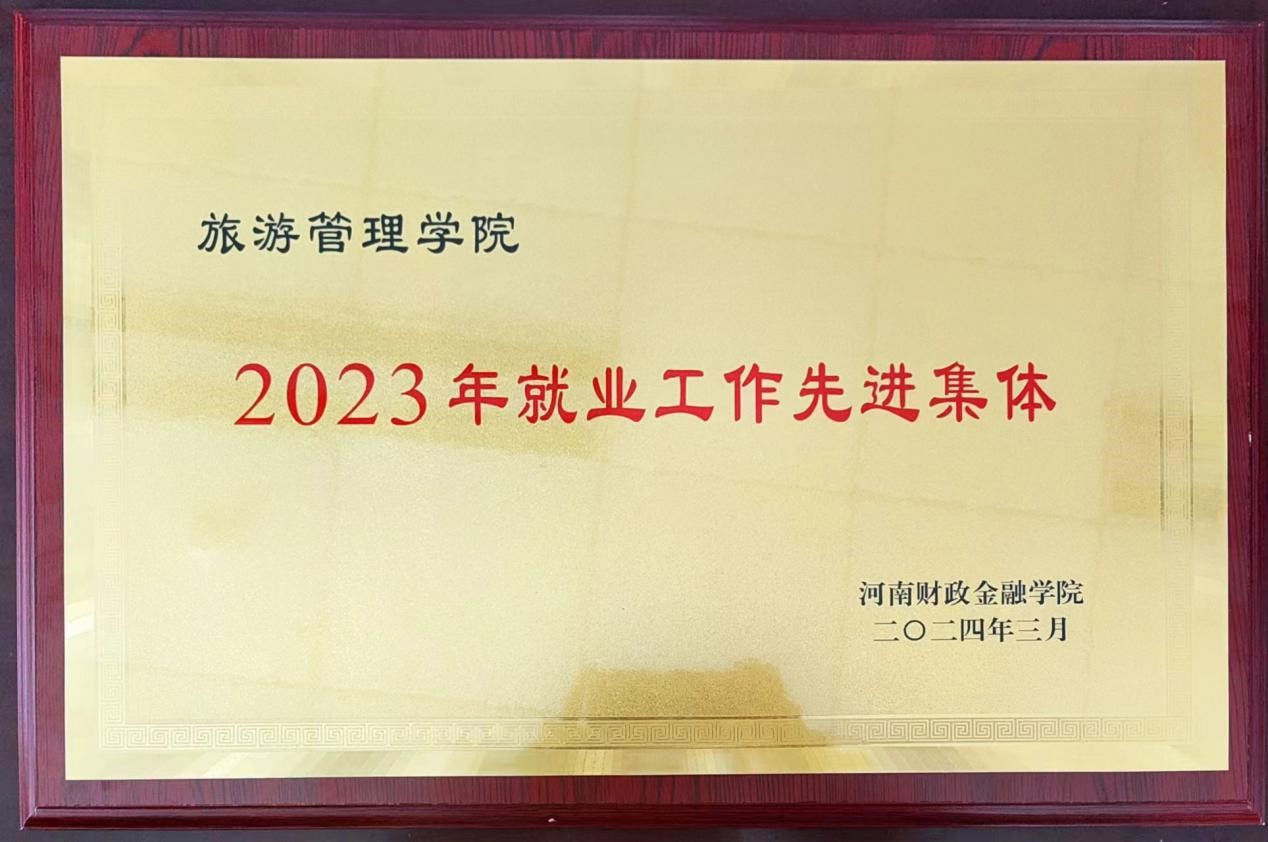 旅游管理学院
2023年就业工作先进集体
河南财政金融学院
二〇二四年三月